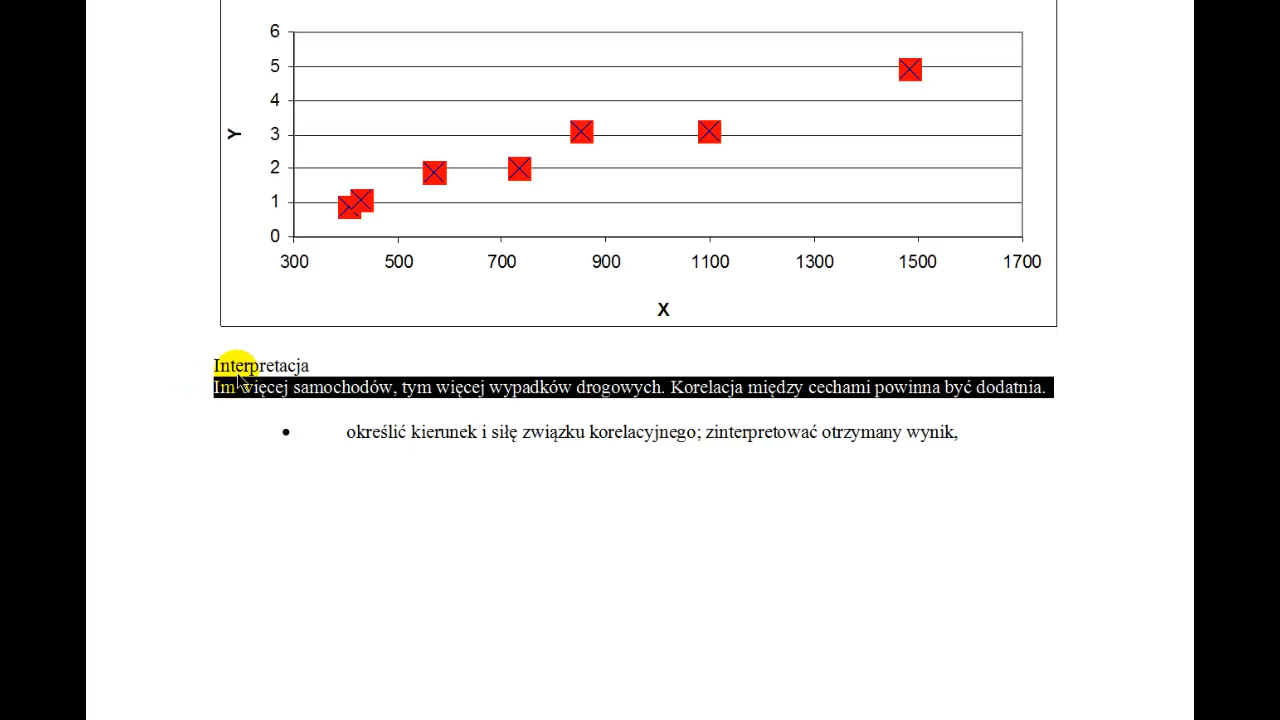 6
5
4
3
2
1
0
Y
300 500 700 900 1100 1300 1500 1700
X
Interpretacja
Im więcej samochodów, tym więcej wypadków drogowych. Korelacja między cechami powinna być dodatnia.
• określić kierunek i siłę związku korelacyjnego; zinterpretować otrzymany wynik,